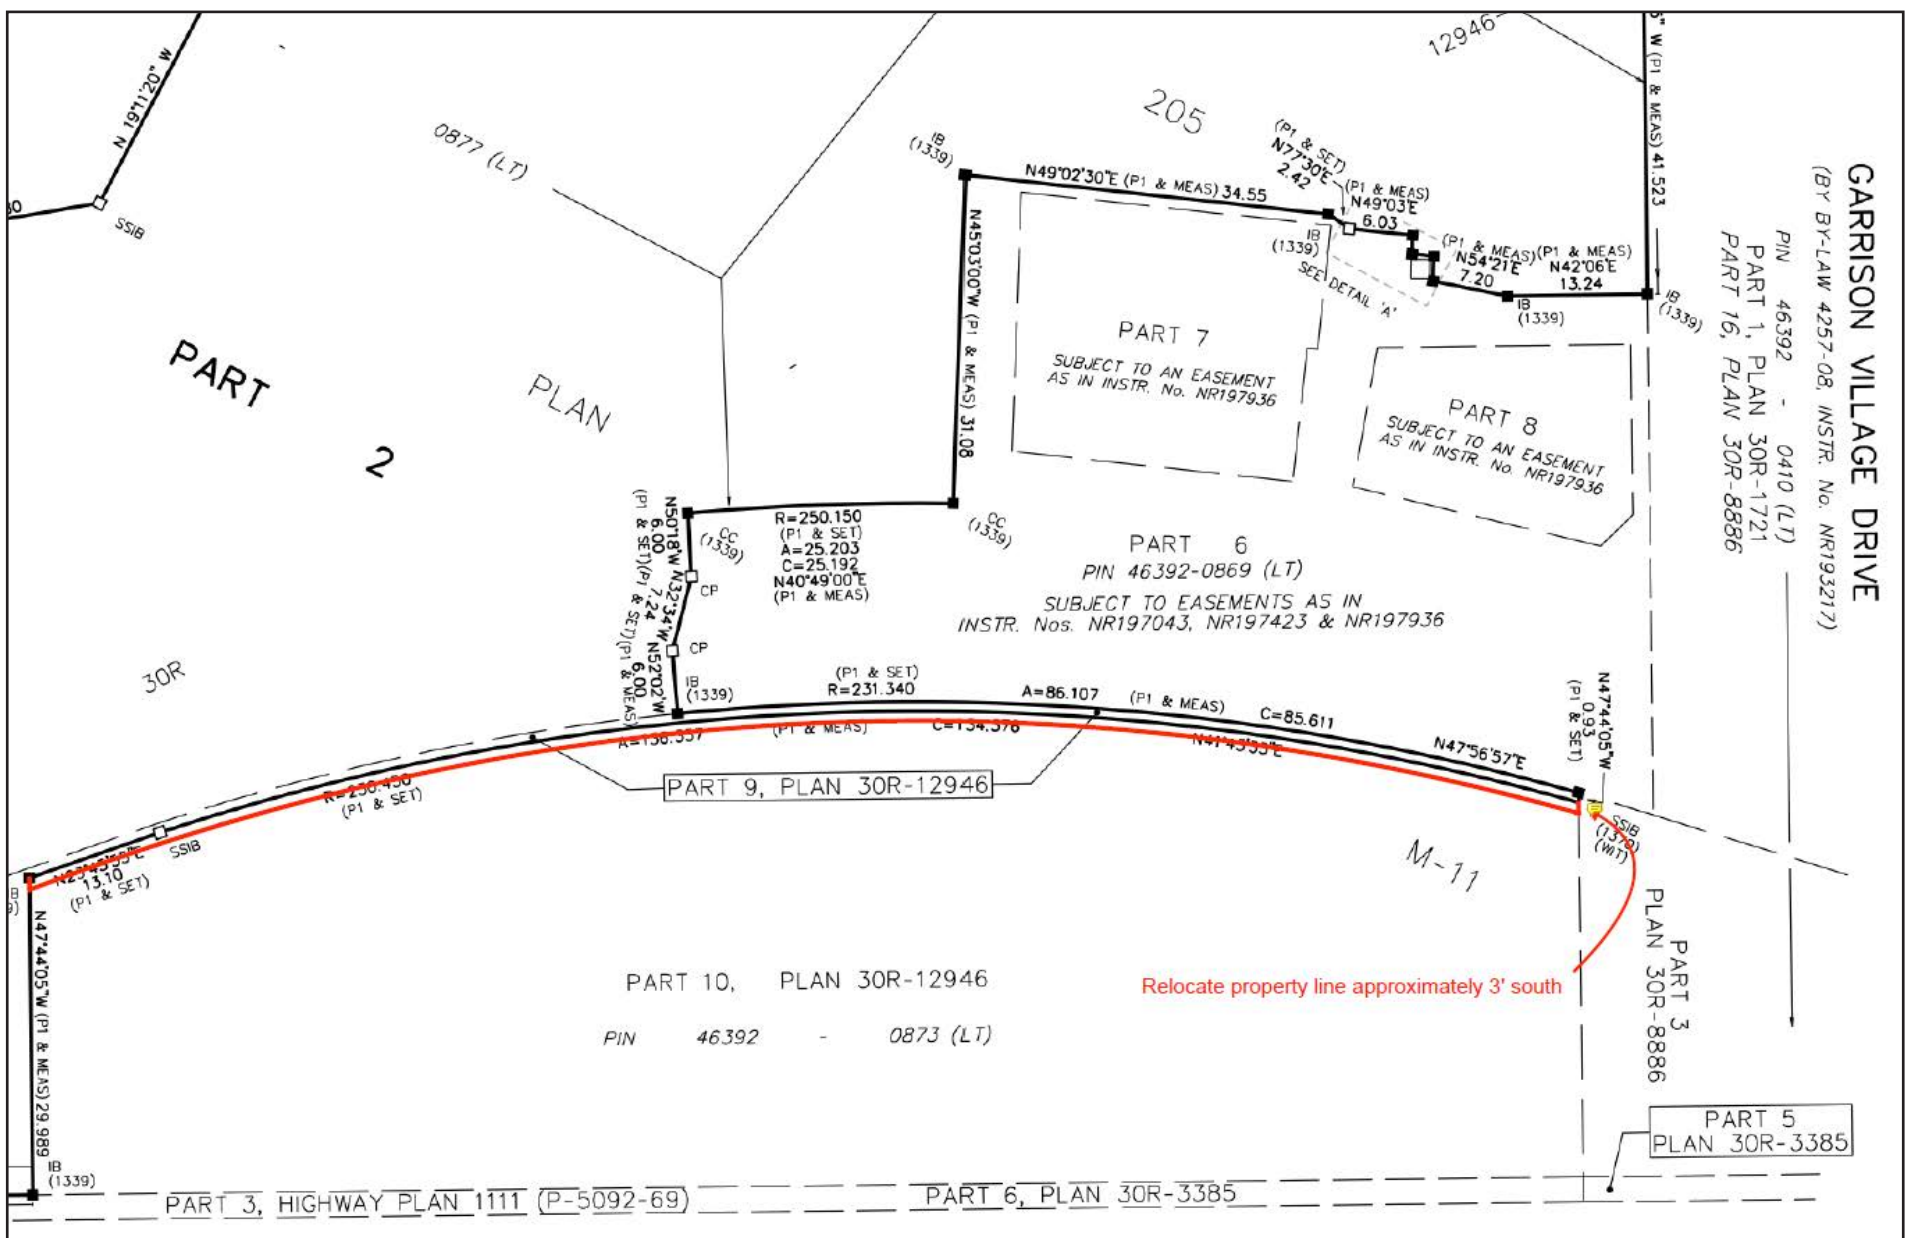 N 19°11'20" W
SSIB
0877 (LT)
PART
2
PLAN
30R
205
12946
IB
(1339)
N49°02'30"E (P1 & MEAS) 34.55
(P1 & SET)
N77°30'E
2.42
(P1 & MEAS)
N49°03'E
6.03
IB
(1339)
SEE DETAIL 'A'
(P1 & MEAS)
N54°21'E
7.20
(P1 & MEAS)
N42°06'E
13.24
IB
(1339)
IB
(1339)
W (P1 & MEAS) 41.523
GARRISON VILLAGE DRIVE
(BY BY-LAW 4257-08, INSTR. No. NR193217)
PIN 46392 - 0410 (LT)
PART 1, PLAN 30R-1721
PART 16, PLAN 30R-8886
N45°03'00"W (P1 & MEAS) 31.08
PART 7
SUBJECT TO AN EASEMENT
AS IN INSTR. No. NR197936
PART 8
SUBJECT TO AN EASEMENT
AS IN INSTR. No. NR197936
CC
(1339)
R=250.150
(P1 & SET)
A=25.203
C=25.192
N40°49'00"E
(P1 & MEAS)
CC
(1339)
N50°18'W
6.00
(P1 & SET)
CP
N32°34'W
7.24
(P1 & SET)
CP
N52°02'W
6.00
(P1 & MEAS)
IB
(1339)
PART 6
PIN 46392-0869 (LT)
SUBJECT TO EASEMENTS AS IN
INSTR. Nos. NR197043, NR197423 & NR197936
(P1 & SET)
R=231.340
A=86.107
(P1 & MEAS)
C=85.611
N47°56'57"E
N47°44'05"W
0.93
(P1 & SET)
(P1 & MEAS)
PART 9, PLAN 30R-12946
(P1 & SET)
SSIB
13.10
(P1 & SET)
SSIB
(WIT)
M-11
N47°44'05"W (P1 & MEAS) 29.989
IB
(1339)
PART 10, PLAN 30R-12946
PIN 46392 - 0873 (LT)
Relocate property line approximately 3' south
PART 3
PLAN 30R-8886
PART 5
PLAN 30R-3385
PART 3, HIGHWAY PLAN 1111 (P-5092-69)
PART 6, PLAN 30R-3385